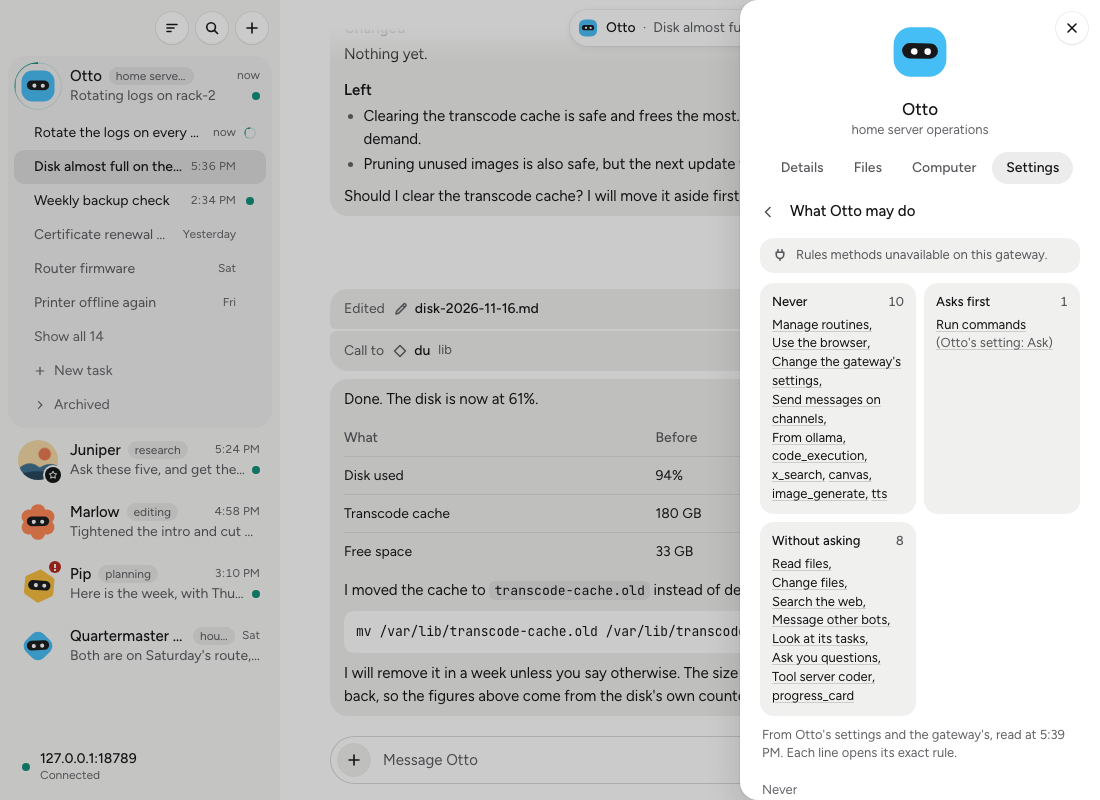 Otto
home serve...
now
Rotating logs on rack-2
Rotate the logs on every ...
now
Disk almost full on the...
5:36 PM
Weekly backup check
2:34 PM
Certificate renewal ...
Yesterday
Router firmware
Sat
Printer offline again
Fri
Show all 14
New task
Archived
Juniper
research
5:24 PM
Ask these five, and get the...
Marlow
editing
4:58 PM
Tightened the intro and cut ...
Pip
planning
3:10 PM
Here is the week, with Thu...
Quartermaster ...
hou...
Sat
Both are on Saturday's route,...
127.0.0.1:18789
Connected
Otto · Disk almost fu
Changed
Nothing yet.
Left
Clearing the transcode cache is safe and frees the most.
demand.
Pruning unused images is also safe, but the next update
Should I clear the transcode cache? I will move it aside first
Edited
disk-2026-11-16.md
Call to
du
lib
Done. The disk is now at 61%.
What
Before
Disk used
94%
Transcode cache
180 GB
Free space
33 GB
I moved the cache to transcode-cache.old instead of de
mv /var/lib/transcode-cache.old /var/lib/transcod
I will remove it in a week unless you say otherwise. The size
back, so the figures above come from the disk's own counte
Message Otto
Otto
home server operations
Details
Files
Computer
Settings
What Otto may do
Rules methods unavailable on this gateway.
Never
10
Manage routines,
Use the browser,
Change the gateway's
settings,
Send messages on
channels,
From ollama,
code_execution,
x_search, canvas,
image_generate, tts
Asks first
1
Run commands
(Otto's setting: Ask)
Without asking
8
Read files,
Change files,
Search the web,
Message other bots,
Look at its tasks,
Ask you questions,
Tool server coder,
progress_card
From Otto's settings and the gateway's, read at 5:39
PM. Each line opens its exact rule.
Never